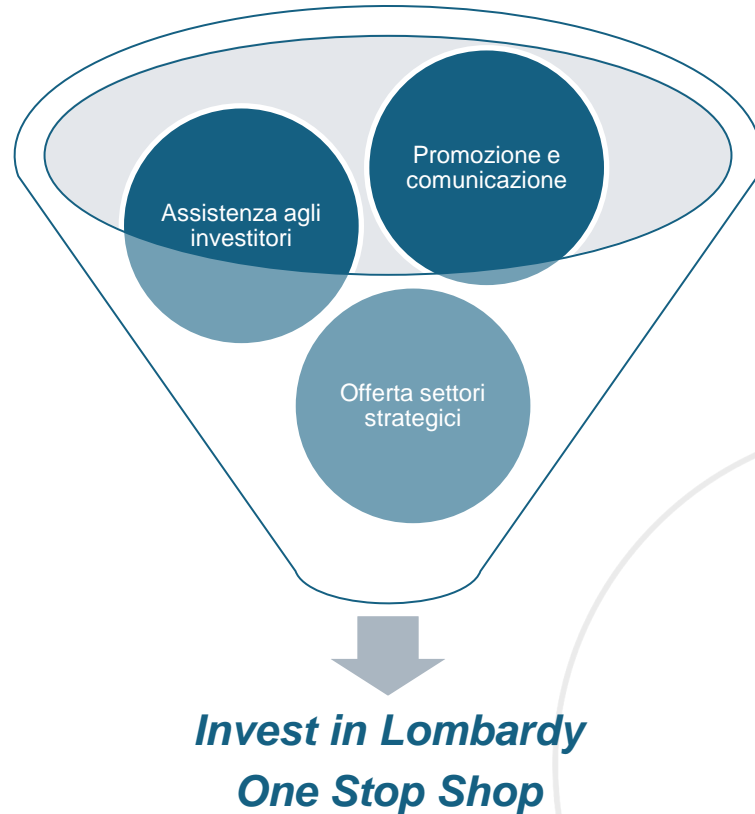 Promozione e
comunicazione
Assistenza agli
investitori
Offerta settori
strategici
Invest in Lombardy
One Stop Shop